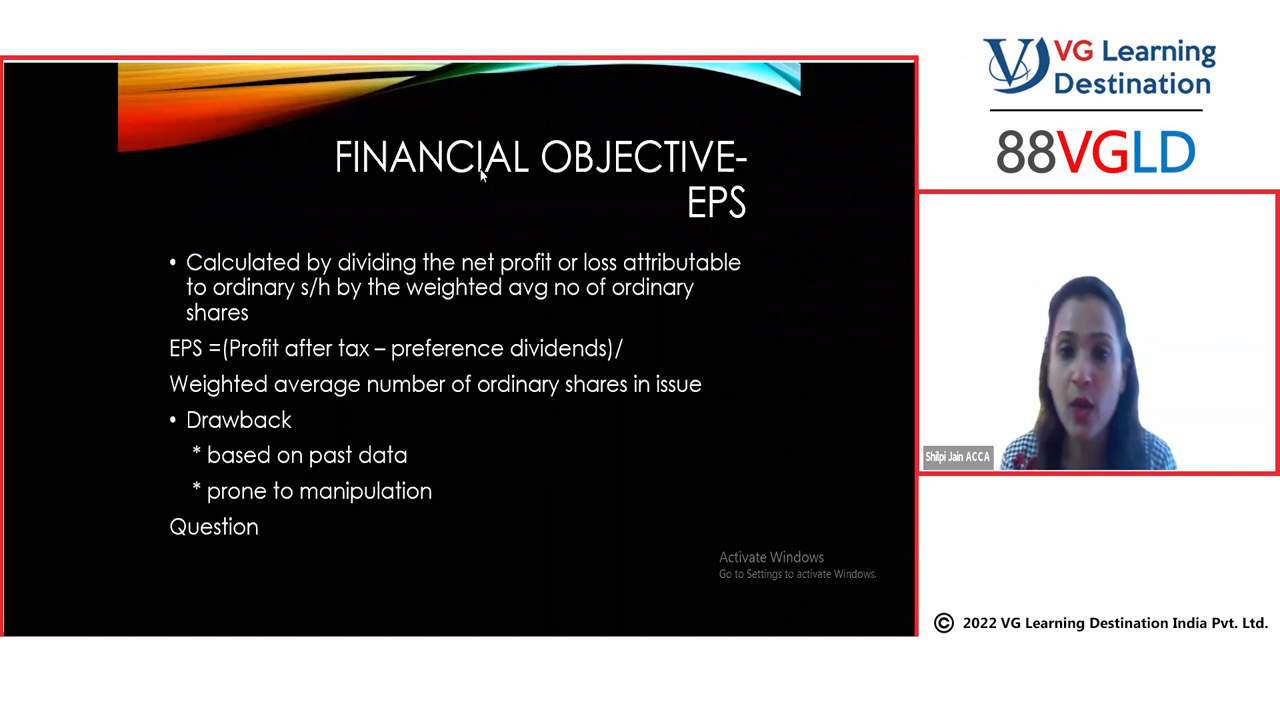 FINANCIAL OBJECTIVE-
EPS
• Calculated by dividing the net profit or loss attributable
to ordinary s/h by the weighted avg no of ordinary
shares
EPS =(Profit after tax – preference dividends)/
Weighted average number of ordinary shares in issue
• Drawback
* based on past data
* prone to manipulation
Question
Activate Windows
Go to Settings to activate Windows.
VG Learning
Destination
88VGLD
Shilpi Jain ACCA
© 2022 VG Learning Destination India Pvt. Ltd.